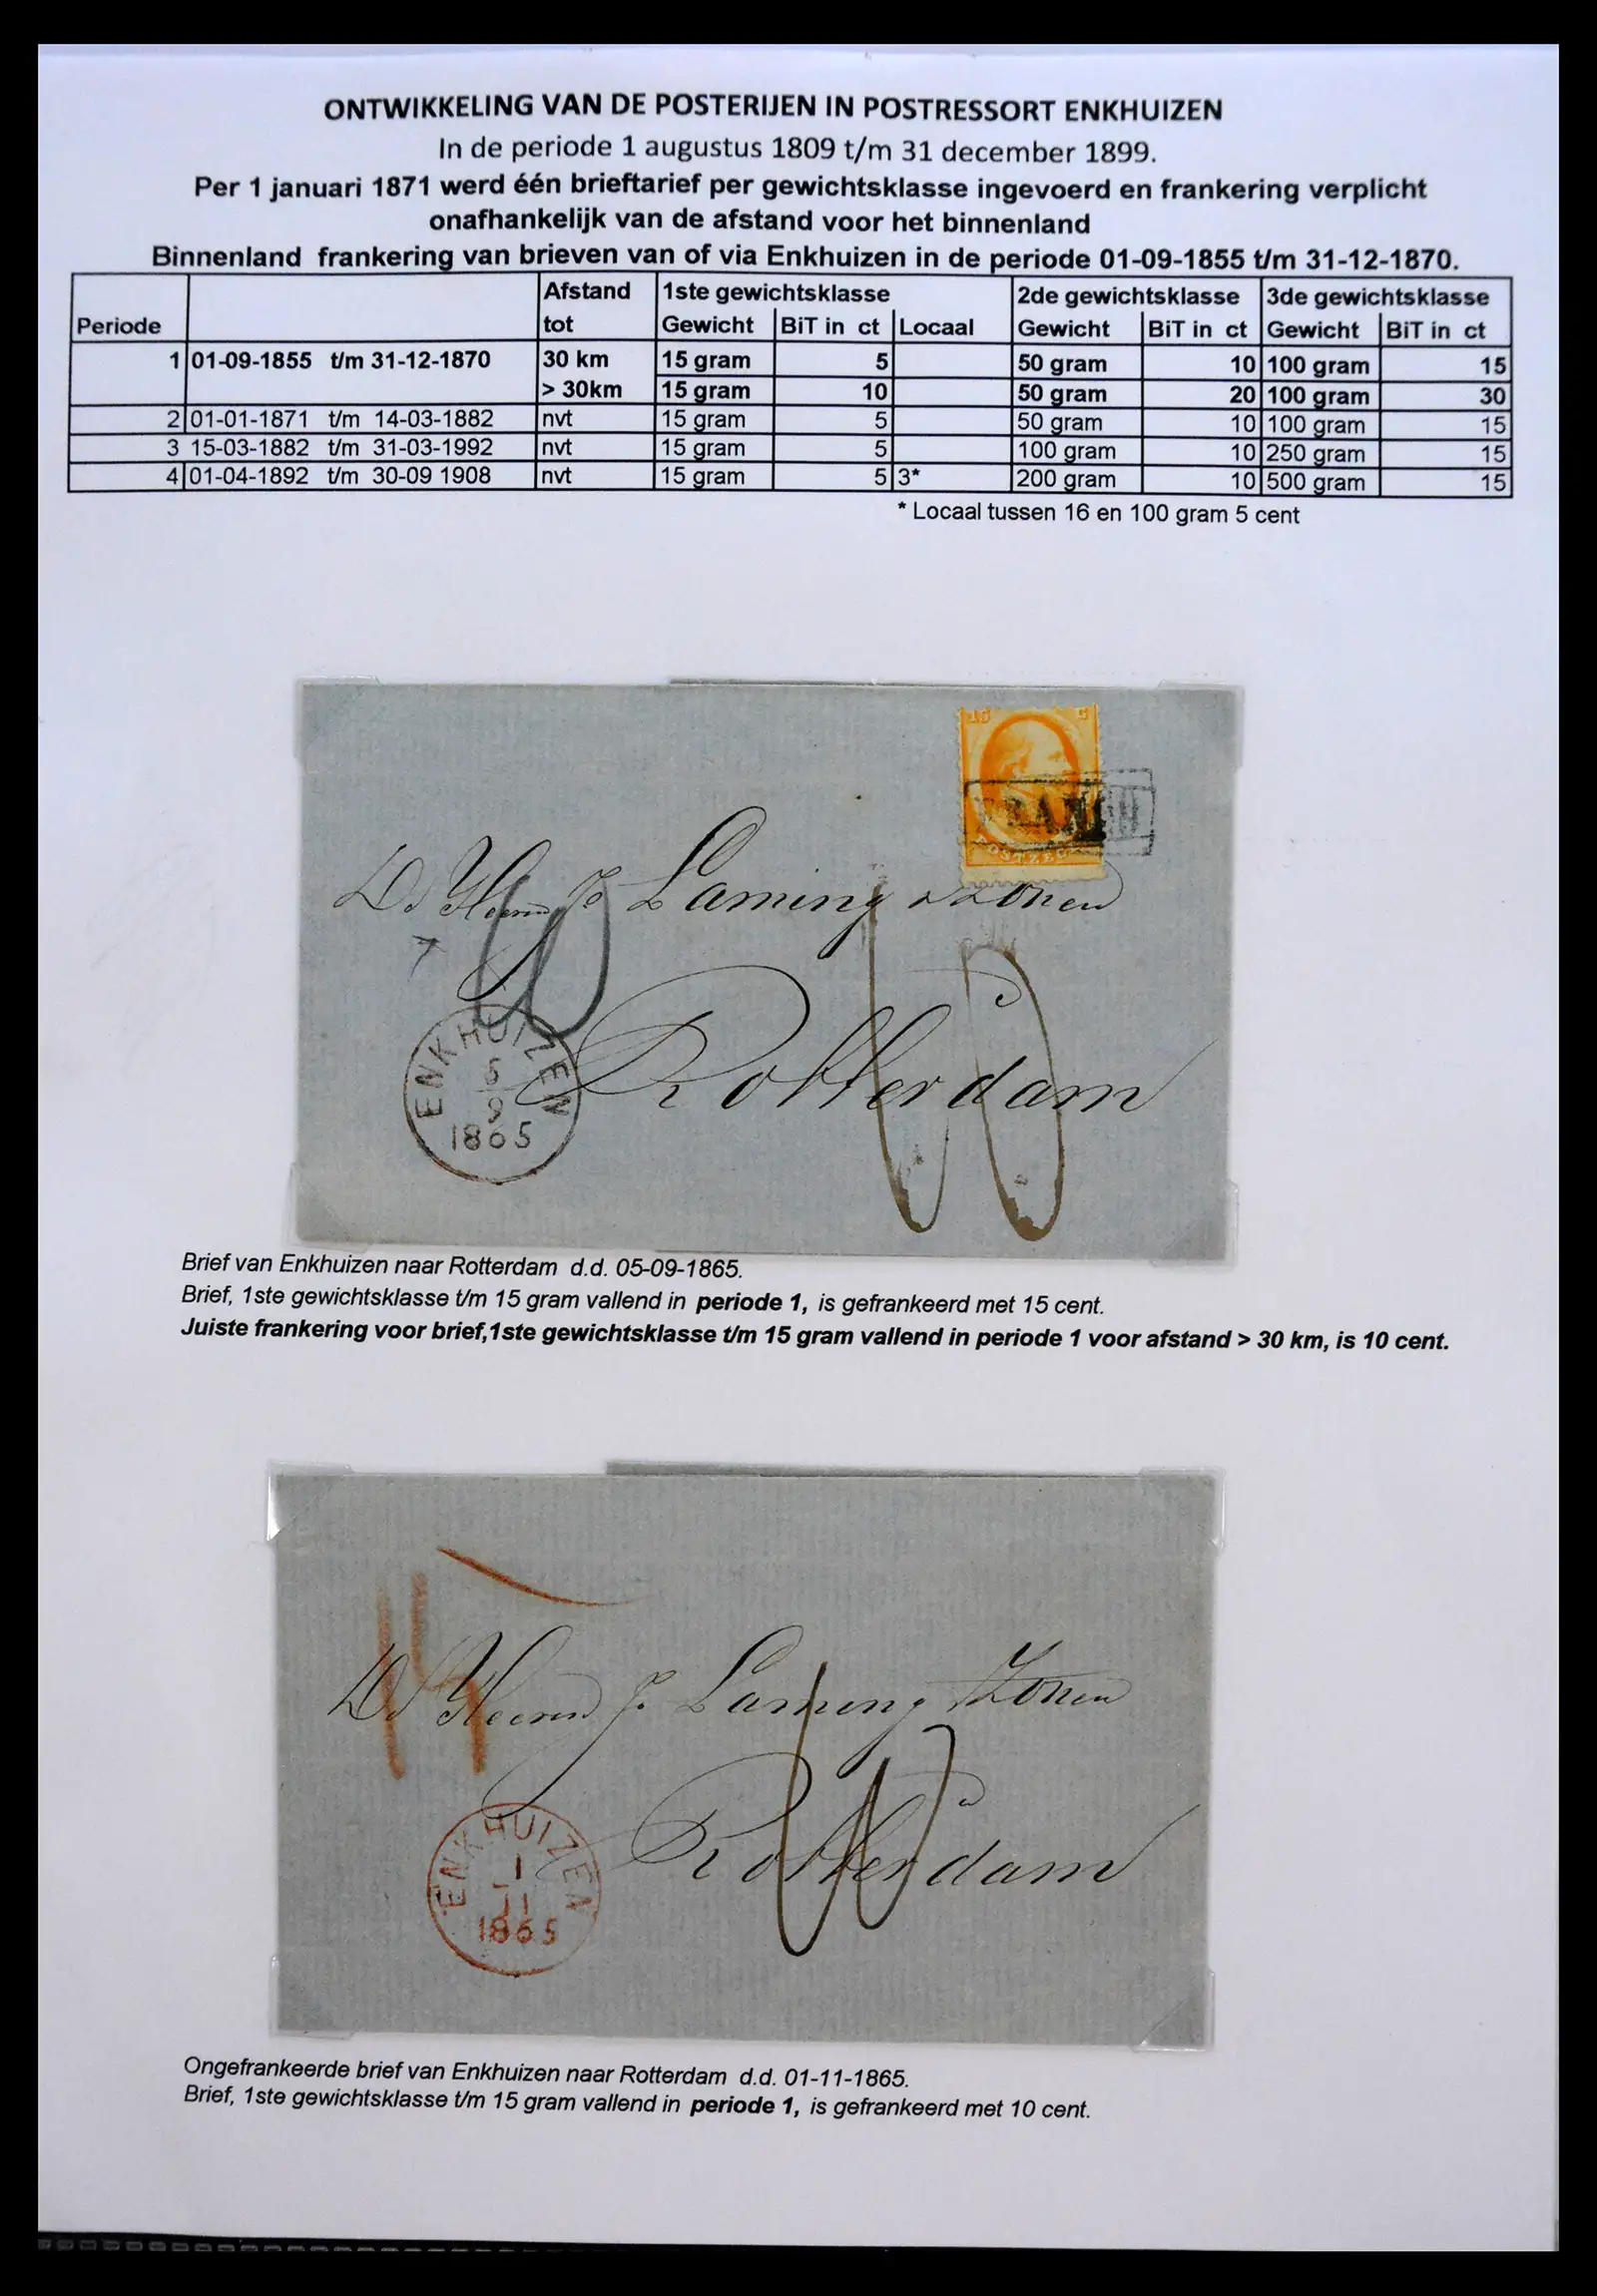 ONTWIKKELING VAN DE POSTERIJEN IN POSTRESSORT ENKHUIZEN
In de periode 1 augustus 1809 t/m 31 december 1899.
Per 1 januari 1871 werd één brieftarief per gewichtsklasse ingevoerd en frankering verplicht
onafhankelijk van de afstand voor het binnenland
Binnenland frankering van brieven van of via Enkhuizen in de periode 01-09-1855 t/m 31-12-1870.
Afstand 1ste gewichtsklasse 2de gewichtsklasse 3de gewichtsklasse
Periode tot Gewicht BiT in ct Locaal Gewicht BiT in ct Gewicht BiT in ct
1 01-09-1855 t/m 31-12-1870 30 km 15 gram 5 50 gram 10 100 gram 15
> 30km 15 gram 10 50 gram 20 100 gram 30
2 01-01-1871 t/m 14-03-1882 nvt 15 gram 5 50 gram 10 100 gram 15
3 15-03-1882 t/m 31-03-1992 nvt 15 gram 5 100 gram 10 250 gram 15
4 01-04-1892 t/m 30-09 1908 nvt 15 gram 5 3* 200 gram 10 500 gram 15
* Locaal tussen 16 en 100 gram 5 cent
15 C
POSTZEG
Laming Zonen
Rotterdam
ENKHUIZEN
5
9
1865
Brief van Enkhuizen naar Rotterdam d.d. 05-09-1865.
Brief, 1ste gewichtsklasse t/m 15 gram vallend in periode 1, is gefrankeerd met 15 cent.
Juiste frankering voor brief,1ste gewichtsklasse t/m 15 gram vallend in periode 1 voor afstand > 30 km, is 10 cent.
Laming Zonen
Rotterdam
ENKHUIZEN
1
11
1865
Ongefrankeerde brief van Enkhuizen naar Rotterdam d.d. 01-11-1865.
Brief, 1ste gewichtsklasse t/m 15 gram vallend in periode 1, is gefrankeerd met 10 cent.